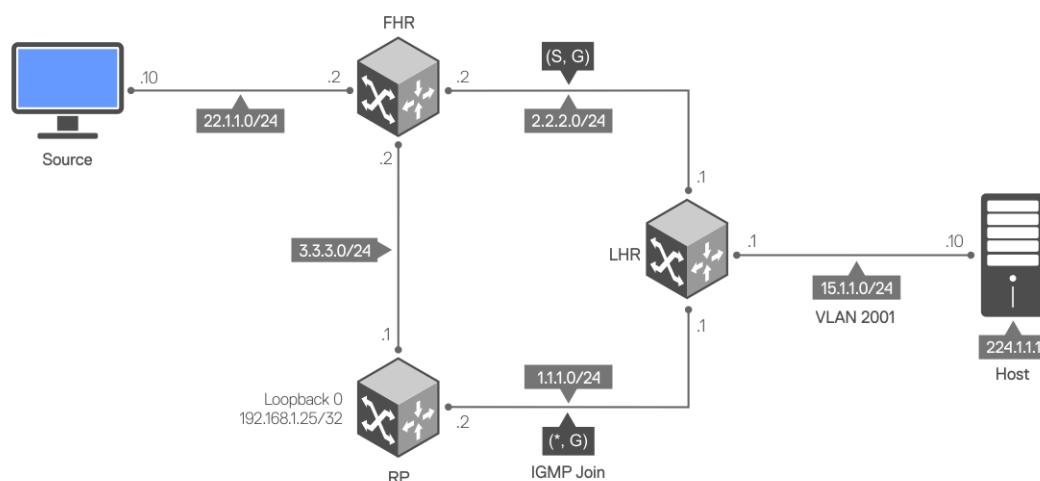 FHR
.10
.2
.2
(S, G)
22.1.1.0/24
2.2.2.0/24
Source
.2
.1
3.3.3.0/24
LHR
.1
.10
15.1.1.0/24
VLAN 2001
.1
.1
224.1.1.1
Host
1.1.1.0/24
Loopback 0
192.168.1.25/32
.2
(*, G)
RP
IGMP Join